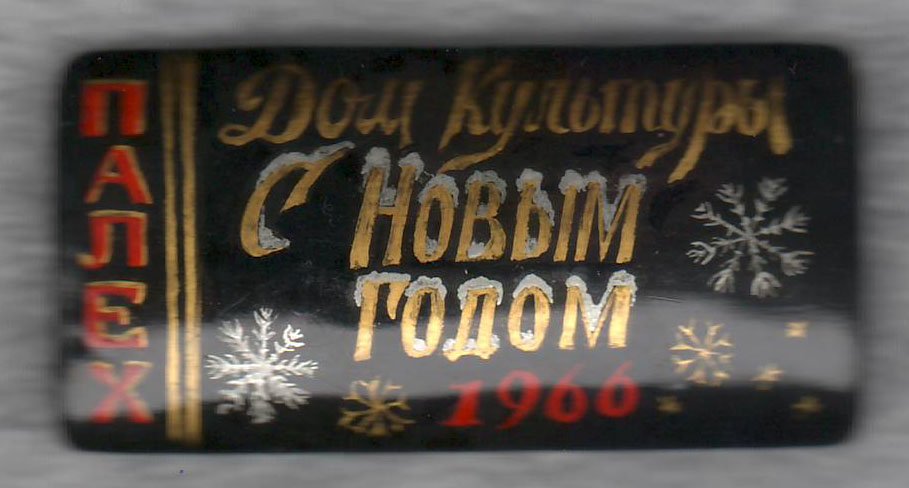 ПАЛЕХ
Дом Культуры
С Новым
годом
1966